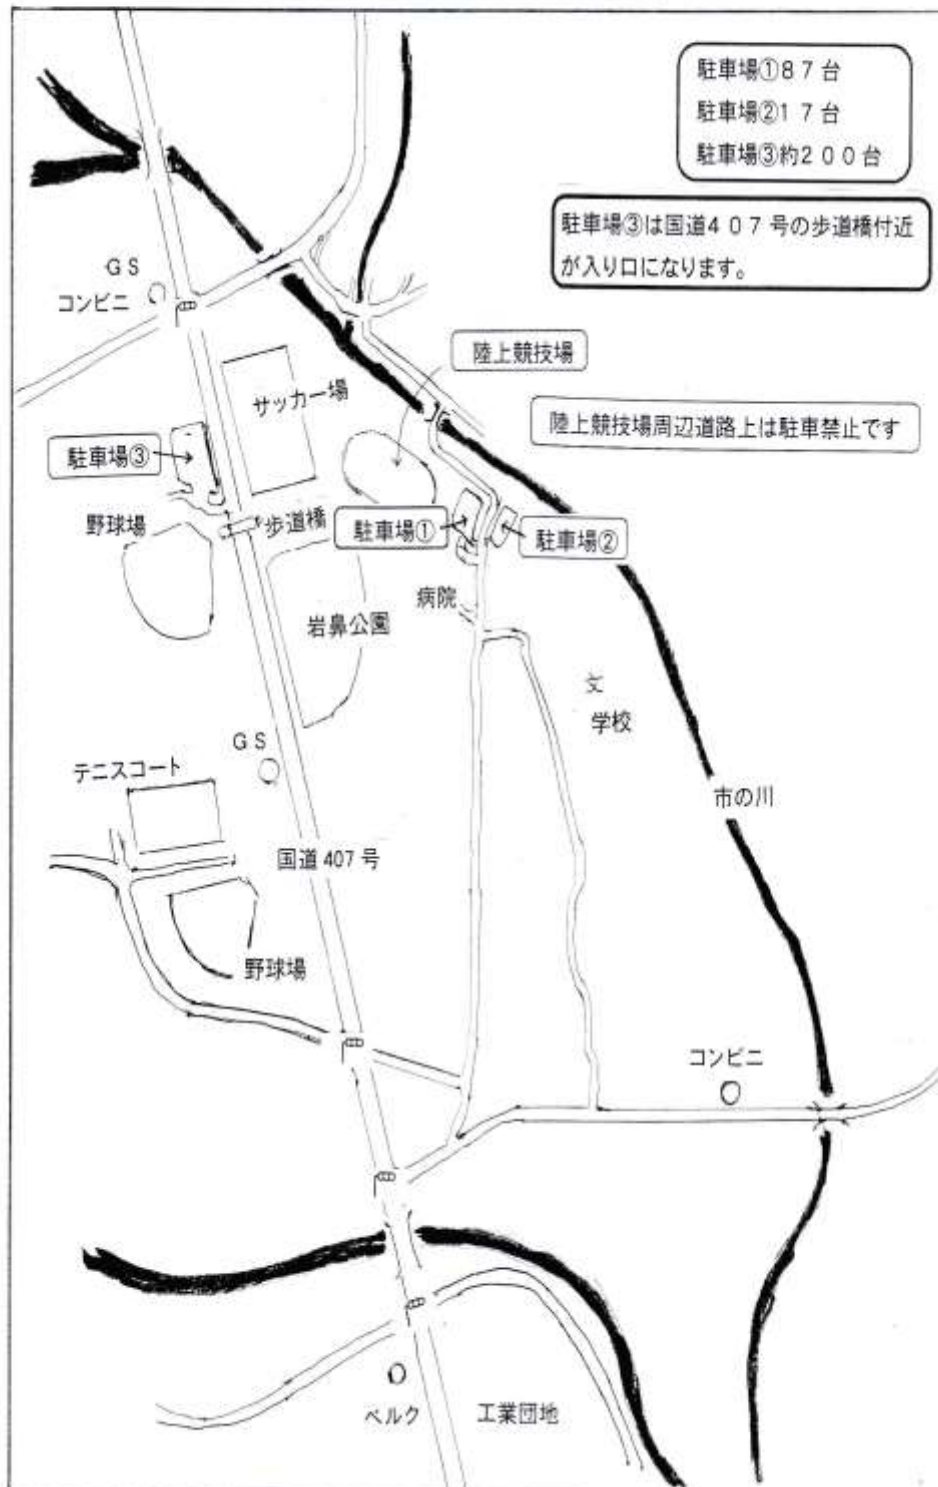 駐車場①87台
駐車場②17台
駐車場③約200台
駐車場③は国道407号の歩道橋付近
が入り口になります。
GS
コンビニ
陸上競技場
サッカー場
陸上競技場周辺道路上は駐車禁止です
駐車場③
野球場
歩道橋
駐車場①
駐車場②
病院
岩鼻公園
文
学校
GS
テニスコート
市の川
国道407号
野球場
コンビニ
ベルク
工業団地